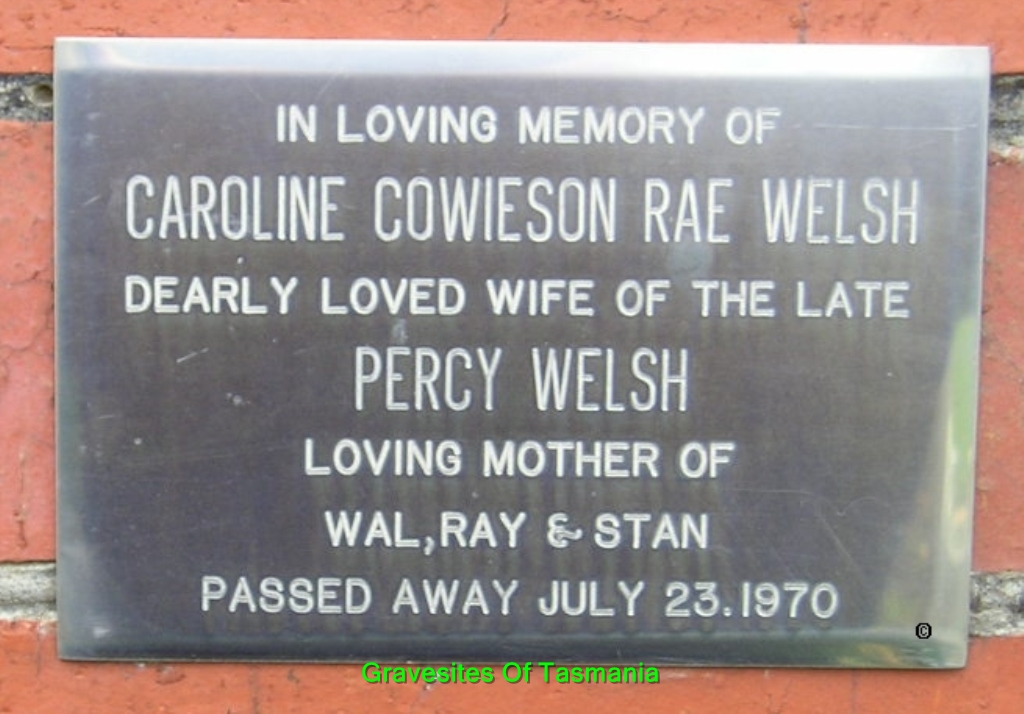 IN LOVING MEMORY OF
CAROLINE COWIESON RAE WELSH
DEARLY LOVED WIFE OF THE LATE
PERCY WELSH
LOVING MOTHER OF
WAL, RAY & STAN
PASSED AWAY JULY 23. 1970
©
Gravesites Of Tasmania